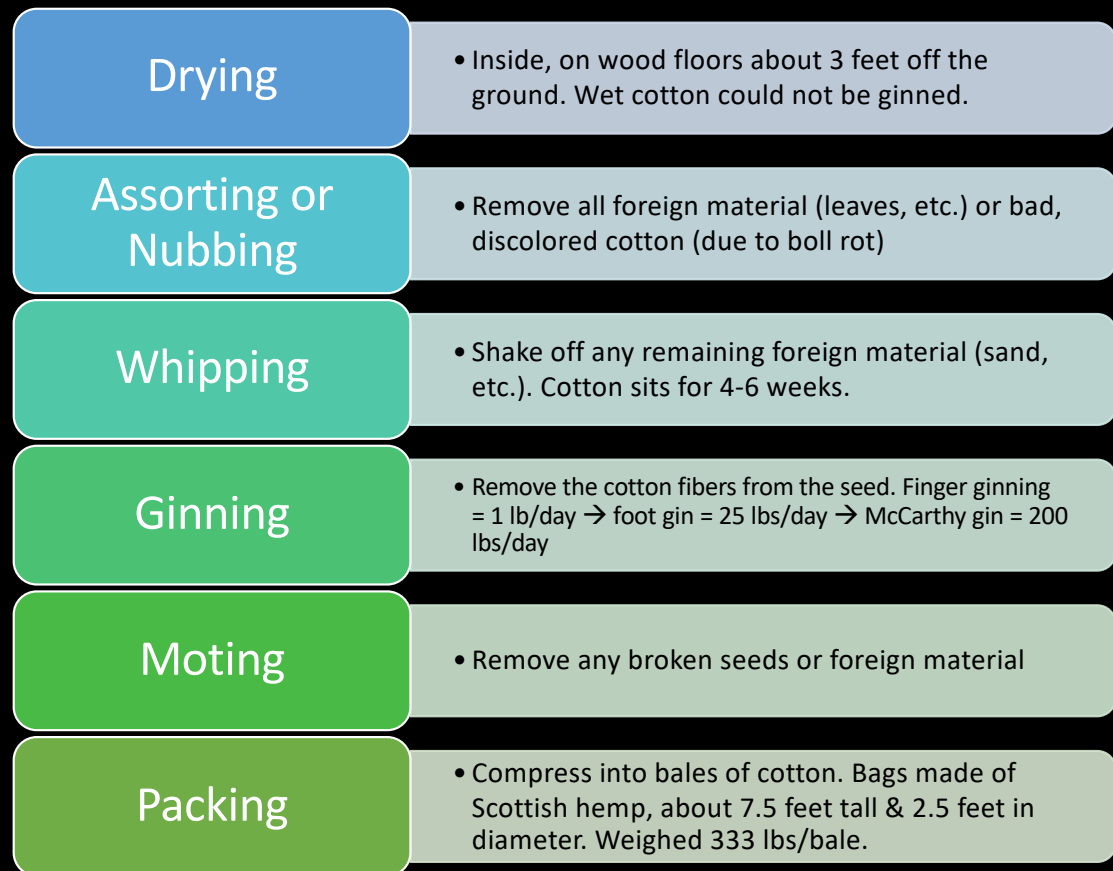 Drying
• Inside, on wood floors about 3 feet off the
ground. Wet cotton could not be ginned.
Assorting or
Nubbing
• Remove all foreign material (leaves, etc.) or bad,
discolored cotton (due to boll rot)
Whipping
• Shake off any remaining foreign material (sand,
etc.). Cotton sits for 4-6 weeks.
Ginning
• Remove the cotton fibers from the seed. Finger ginning
= 1 lb/day → foot gin = 25 lbs/day → McCarthy gin = 200
lbs/day
Moting
• Remove any broken seeds or foreign material
Packing
• Compress into bales of cotton. Bags made of
Scottish hemp, about 7.5 feet tall & 2.5 feet in
diameter. Weighed 333 lbs/bale.